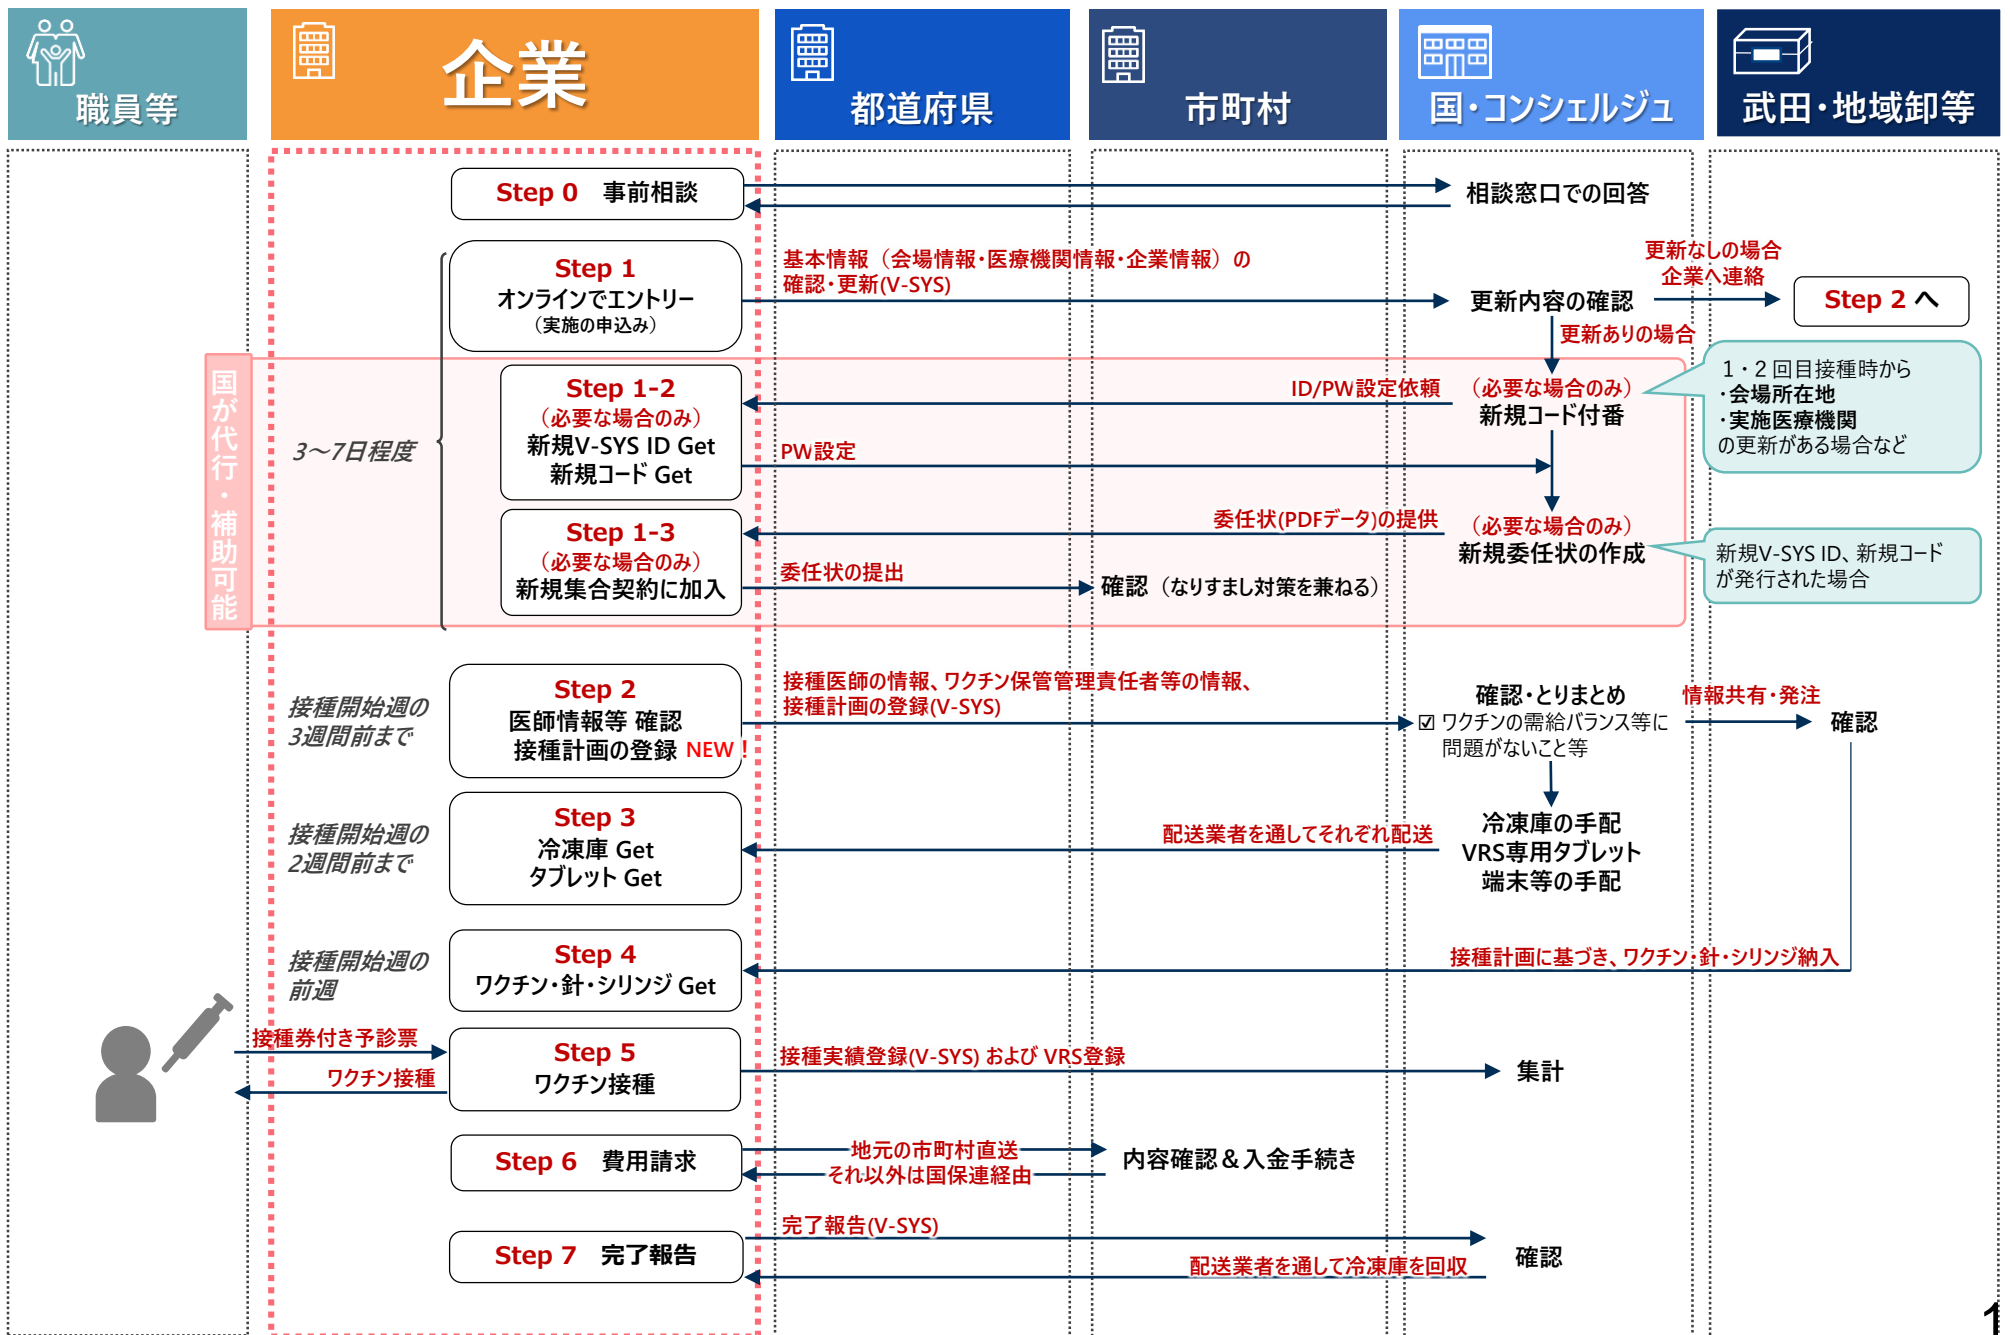 職員等
企業
都道府県
市町村
国・コンシェルジュ
武田・地域卸等
Step 0　事前相談
相談窓口での回答
Step 1
オンラインでエントリー
（実施の申込み）
基本情報（会場情報・医療機関情報・企業情報）の
確認・更新(V-SYS)
更新内容の確認
更新なしの場合
企業へ連絡
Step 2 へ
更新ありの場合
国が代行・補助可能
3～7日程度
Step 1-2
（必要な場合のみ）
新規V-SYS ID Get
新規コード Get
ID/PW設定依頼
（必要な場合のみ）
新規コード付番
1・2 回目接種時から
・会場所在地
・実施医療機関
の更新がある場合など
PW設定
Step 1-3
（必要な場合のみ）
新規集合契約に加入
委任状(PDFデータ)の提供
（必要な場合のみ）
新規委任状の作成
新規V-SYS ID、新規コード
が発行された場合
委任状の提出
確認（なりすまし対策を兼ねる）
接種開始週の
3週間前まで
Step 2
医師情報等 確認
接種計画の登録 NEW！
接種医師の情報、ワクチン保管管理責任者等の情報、
接種計画の登録(V-SYS)
確認・とりまとめ
☑ ワクチンの需給バランス等に
問題がないこと等
情報共有・発注
確認
接種開始週の
2週間前まで
Step 3
冷凍庫 Get
タブレット Get
配送業者を通してそれぞれ配送
冷凍庫の手配
VRS専用タブレット
端末等の手配
接種開始週の
前週
Step 4
ワクチン・針・シリンジ Get
接種計画に基づき、ワクチン・針・シリンジ納入
接種券付き予診票
ワクチン接種
Step 5
ワクチン接種
接種実績登録(V-SYS) および VRS登録
集計
Step 6　費用請求
地元の市町村直送
それ以外は国保連経由
内容確認＆入金手続き
Step 7　完了報告
完了報告(V-SYS)
配送業者を通して冷凍庫を回収
確認
1